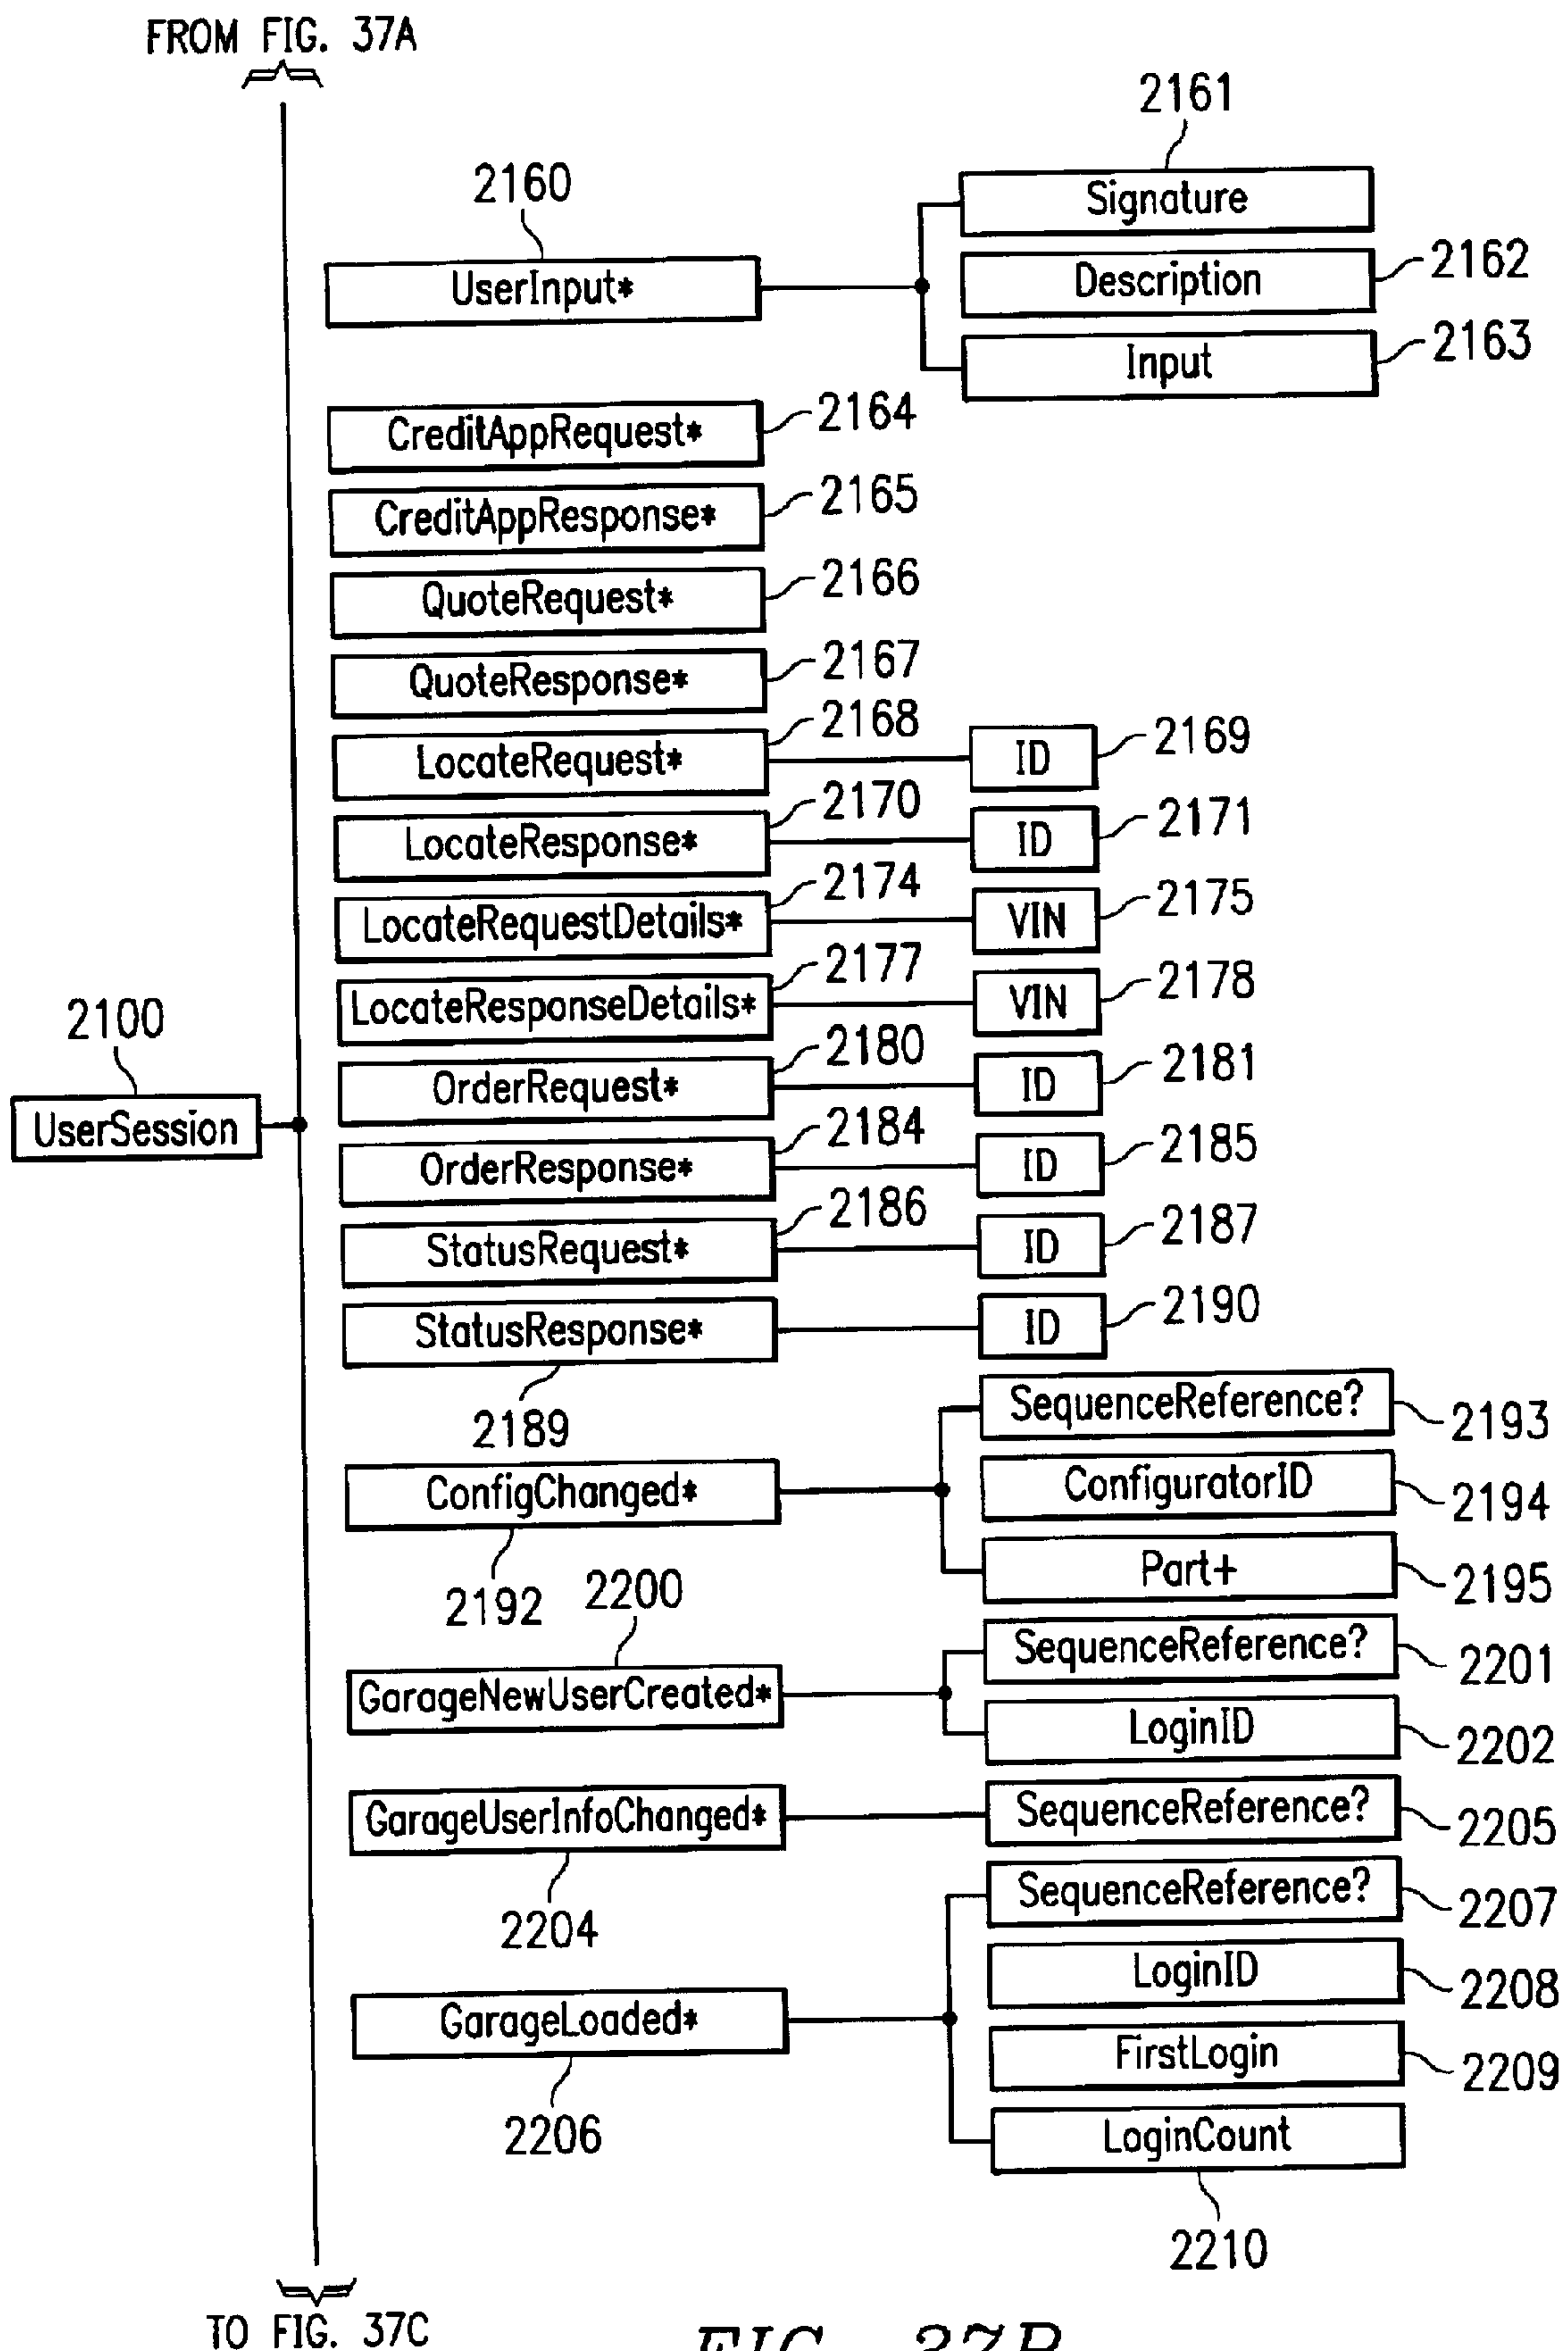 FROM FIG. 37A
2161
2160
Signature
UserInput*
Description
2162
Input
2163
CreditAppRequest*
2164
CreditAppResponse*
2165
QuoteRequest*
2166
QuoteResponse*
2167
LocateRequest*
2168
ID
2169
LocateResponse*
2170
ID
2171
LocateRequestDetails*
2174
VIN
2175
LocateResponseDetails*
2177
VIN
2178
2100
UserSession
OrderRequest*
2180
ID
2181
OrderResponse*
2184
ID
2185
StatusRequest*
2186
ID
2187
StatusResponse*
ID
2190
2189
SequenceReference?
2193
ConfigChanged*
ConfiguratorID
2194
2192
Part+
2195
2200
SequenceReference?
2201
GarageNewUserCreated*
LoginID
2202
GarageUserInfoChanged*
SequenceReference?
2205
2204
SequenceReference?
2207
LoginID
2208
GarageLoaded*
FirstLogin
2209
2206
LoginCount
2210
TO FIG. 37C
FIG. 37B